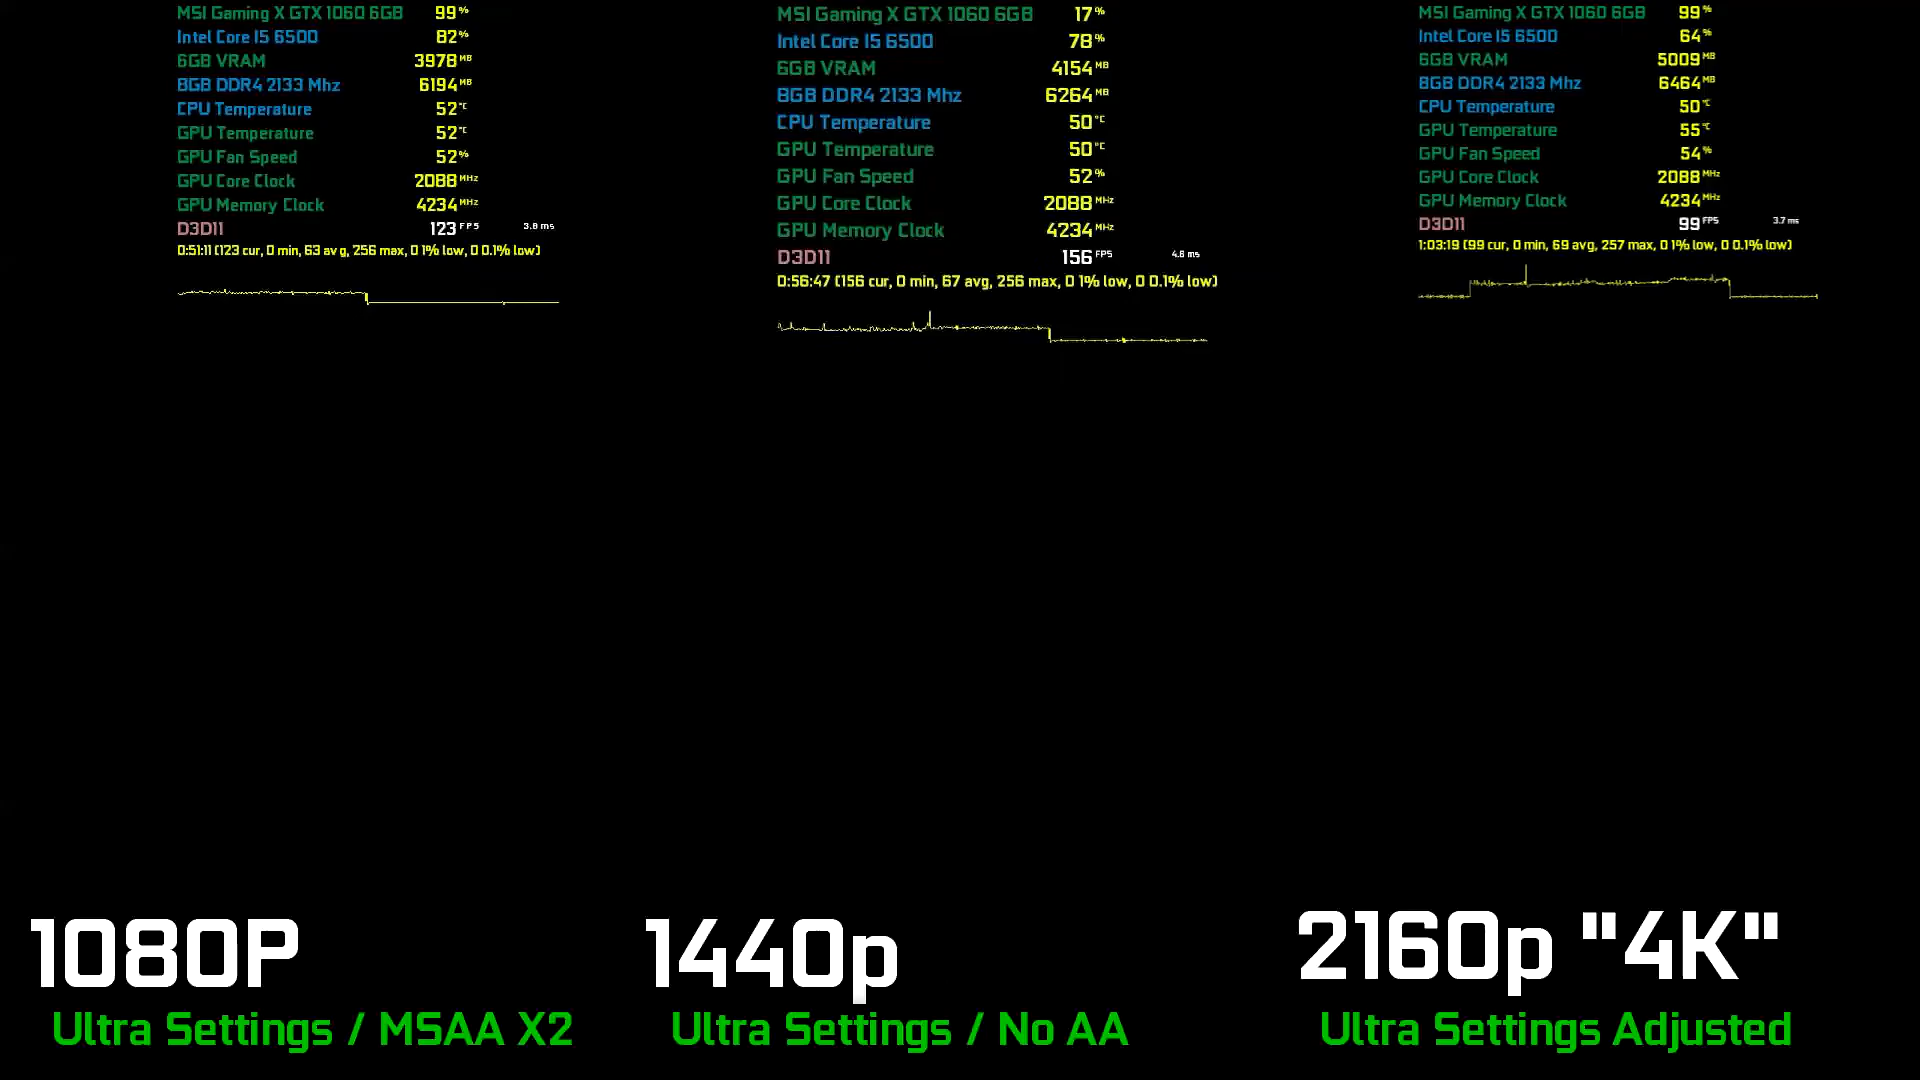 MSI Gaming X GTX 1060 6GB 99%
Intel Core I5 6500 82%
6GB VRAM 3978 MB
8GB DDR4 2133 Mhz 6194 MB
CPU Temperature 52 °C
GPU Temperature 52 °C
GPU Fan Speed 52 %
GPU Core Clock 2088 MHz
GPU Memory Clock 4234 MHz
D3D11 123 FPS 3.8 ms
0:51:11 (123 cur, 0 min, 63 avg, 256 max, 0 1% low, 0 0.1% low)
MSI Gaming X GTX 1060 6GB 17 %
Intel Core I5 6500 78 %
6GB VRAM 4154 MB
8GB DDR4 2133 Mhz 6264 MB
CPU Temperature 50 °C
GPU Temperature 50 °C
GPU Fan Speed 52 %
GPU Core Clock 2088 MHz
GPU Memory Clock 4234 MHz
D3D11 156 FPS 4.8 ms
0:56:47 (156 cur, 0 min, 67 avg, 256 max, 0 1% low, 0 0.1% low)
MSI Gaming X GTX 1060 6GB 99 %
Intel Core I5 6500 64 %
6GB VRAM 5009 MB
8GB DDR4 2133 Mhz 6464 MB
CPU Temperature 50 °C
GPU Temperature 55 °C
GPU Fan Speed 54 %
GPU Core Clock 2088 MHz
GPU Memory Clock 4234 MHz
D3D11 99 FPS 3.7 ms
1:03:19 (99 cur, 0 min, 69 avg, 257 max, 0 1% low, 0 0.1% low)
1080P
Ultra Settings / MSAA X2
1440p
Ultra Settings / No AA
2160p "4K"
Ultra Settings Adjusted